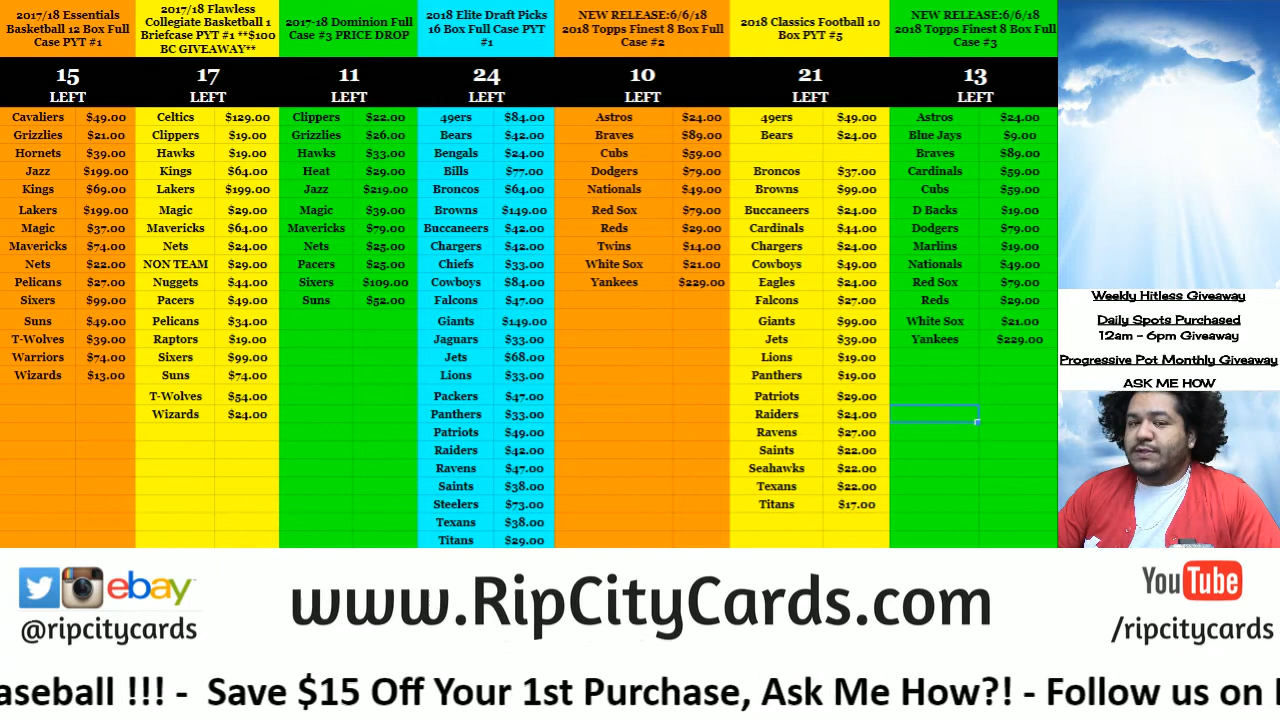 2017/18 Essentials
Basketball 12 Box Full
Case PYT #1
15
LEFT
Cavaliers $49.00
Grizzlies $21.00
Hornets $39.00
Jazz $199.00
Kings $69.00
Lakers $199.00
Magic $37.00
Mavericks $74.00
Nets $22.00
Pelicans $27.00
Sixers $99.00
Suns $49.00
T-Wolves $39.00
Warriors $74.00
Wizards $13.00
2017/18 Flawless
Collegiate Basketball 1
Briefcase PYT #1 **$100
BC GIVEAWAY**
17
LEFT
Celtics $129.00
Clippers $19.00
Hawks $19.00
Kings $64.00
Lakers $199.00
Magic $29.00
Mavericks $64.00
Nets $24.00
NON TEAM $29.00
Nuggets $44.00
Pacers $49.00
Pelicans $34.00
Raptors $19.00
Sixers $99.00
Suns $74.00
T-Wolves $54.00
Wizards $24.00
2017-18 Dominion Full
Case #3 PRICE DROP
11
LEFT
Clippers $22.00
Grizzlies $26.00
Hawks $33.00
Heat $29.00
Jazz $219.00
Magic $39.00
Mavericks $79.00
Nets $25.00
Pacers $25.00
Sixers $109.00
Suns $52.00
2018 Elite Draft Picks
16 Box Full Case PYT
#1
24
LEFT
49ers $84.00
Bears $42.00
Bengals $24.00
Bills $77.00
Broncos $64.00
Browns $149.00
Buccaneers $42.00
Chargers $42.00
Chiefs $33.00
Cowboys $84.00
Falcons $47.00
Giants $149.00
Jaguars $33.00
Jets $68.00
Lions $33.00
Packers $47.00
Panthers $33.00
Patriots $49.00
Raiders $42.00
Ravens $47.00
Saints $38.00
Steelers $73.00
Texans $38.00
Titans $29.00
NEW RELEASE:6/6/18
2018 Topps Finest 8 Box Full
Case #2
10
LEFT
Astros $24.00
Braves $89.00
Cubs $59.00
Dodgers $79.00
Nationals $49.00
Red Sox $79.00
Reds $29.00
Twins $14.00
White Sox $21.00
Yankees $229.00
2018 Classics Football 10
Box PYT #5
21
LEFT
49ers $49.00
Bears $24.00
Broncos $37.00
Browns $99.00
Buccaneers $24.00
Cardinals $44.00
Chargers $24.00
Cowboys $49.00
Eagles $24.00
Falcons $27.00
Giants $99.00
Jets $39.00
Lions $19.00
Panthers $19.00
Patriots $29.00
Raiders $24.00
Ravens $27.00
Saints $22.00
Seahawks $22.00
Texans $22.00
Titans $17.00
NEW RELEASE:6/6/18
2018 Topps Finest 8 Box Full
Case #3
13
LEFT
Astros $24.00
Blue Jays $9.00
Braves $89.00
Cardinals $59.00
Cubs $59.00
D Backs $19.00
Dodgers $79.00
Marlins $19.00
Nationals $49.00
Red Sox $79.00
Reds $29.00
White Sox $21.00
Yankees $229.00
Weekly Hitless Giveaway
Daily Spots Purchased
12am - 6pm Giveaway
Progressive Pot Monthly Giveaway
ASK ME HOW
ebay
@ripcitycards
www.RipCityCards.com
YouTube
/ripcitycards
aseball !!! - Save $15 Off Your 1st Purchase, Ask Me How?! - Follow us on